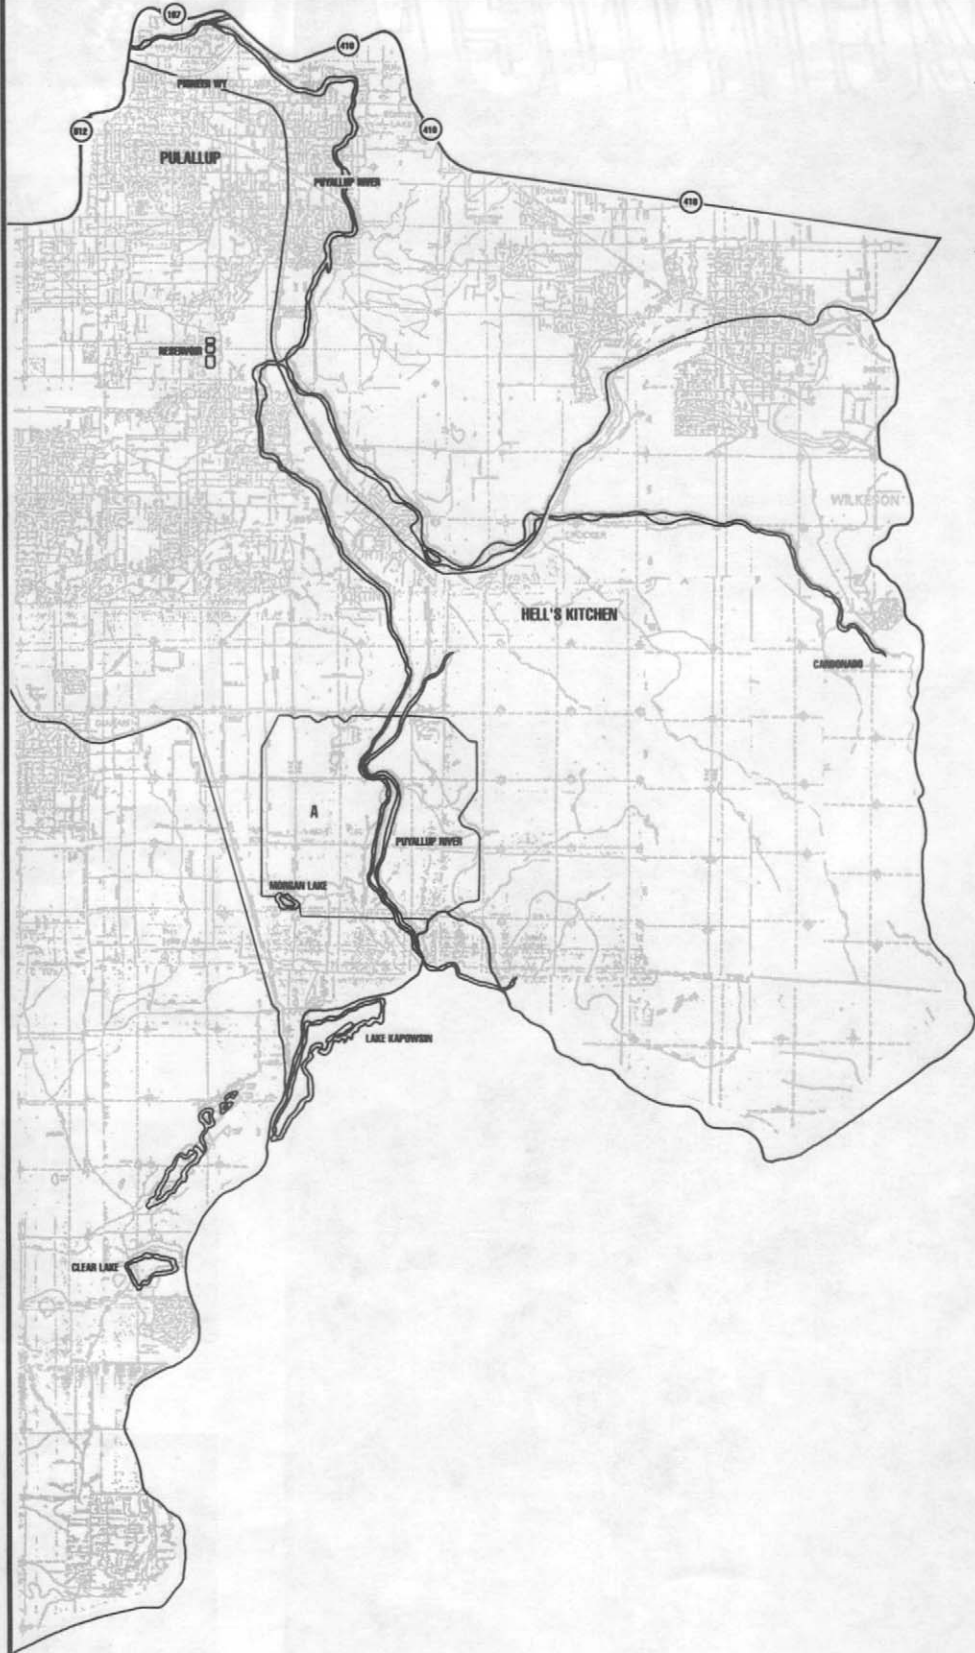 167
410
PIONEER WY
512
410
PULALLUP
PUYALLUP RIVER
410
RESERVOIR
WILKESON
CROCKER
HELL'S KITCHEN
CARBONADO
A
PUYALLUP RIVER
MORGAN LAKE
LAKE KAPOWSIN
CLEAR LAKE